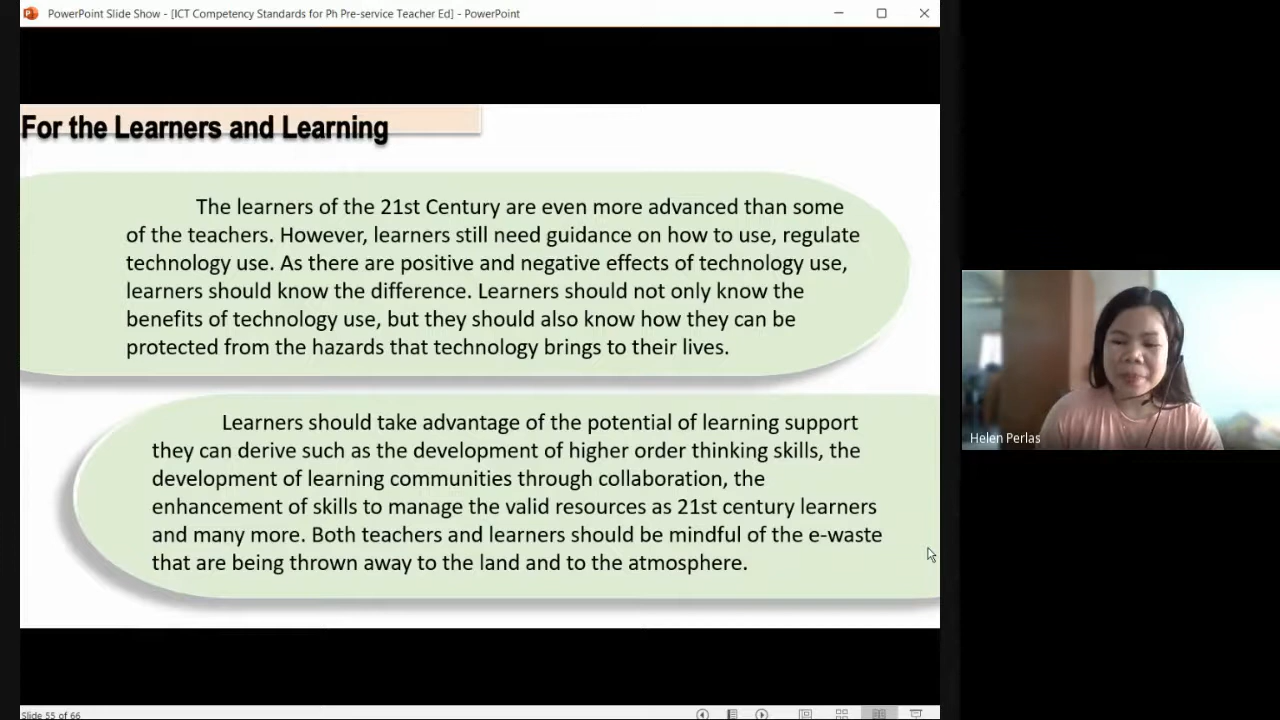 PowerPoint Slide Show - [ICT Competency Standards for Ph Pre-service Teacher Ed] - PowerPoint
For the Learners and Learning
The learners of the 21st Century are even more advanced than some
of the teachers. However, learners still need guidance on how to use, regulate
technology use. As there are positive and negative effects of technology use,
learners should know the difference. Learners should not only know the
benefits of technology use, but they should also know how they can be
protected from the hazards that technology brings to their lives.
Learners should take advantage of the potential of learning support
they can derive such as the development of higher order thinking skills, the
development of learning communities through collaboration, the
enhancement of skills to manage the valid resources as 21st century learners
and many more. Both teachers and learners should be mindful of the e-waste
that are being thrown away to the land and to the atmosphere.
Helen Perlas
Slide 55 of 66